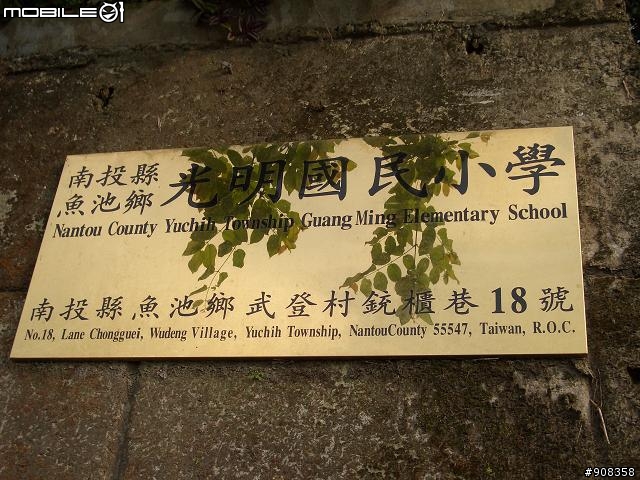 MOBILE01
南投縣
魚池鄉 光明國民小學
Nantou County Yuchih Township Guang Ming Elementary School
南投縣魚池鄉武登村銃櫃巷18號
No.18, Lane Chongguei, Wudeng Village, Yuchih Township, NantouCounty 55547, Taiwan, R.O.C.
#908358